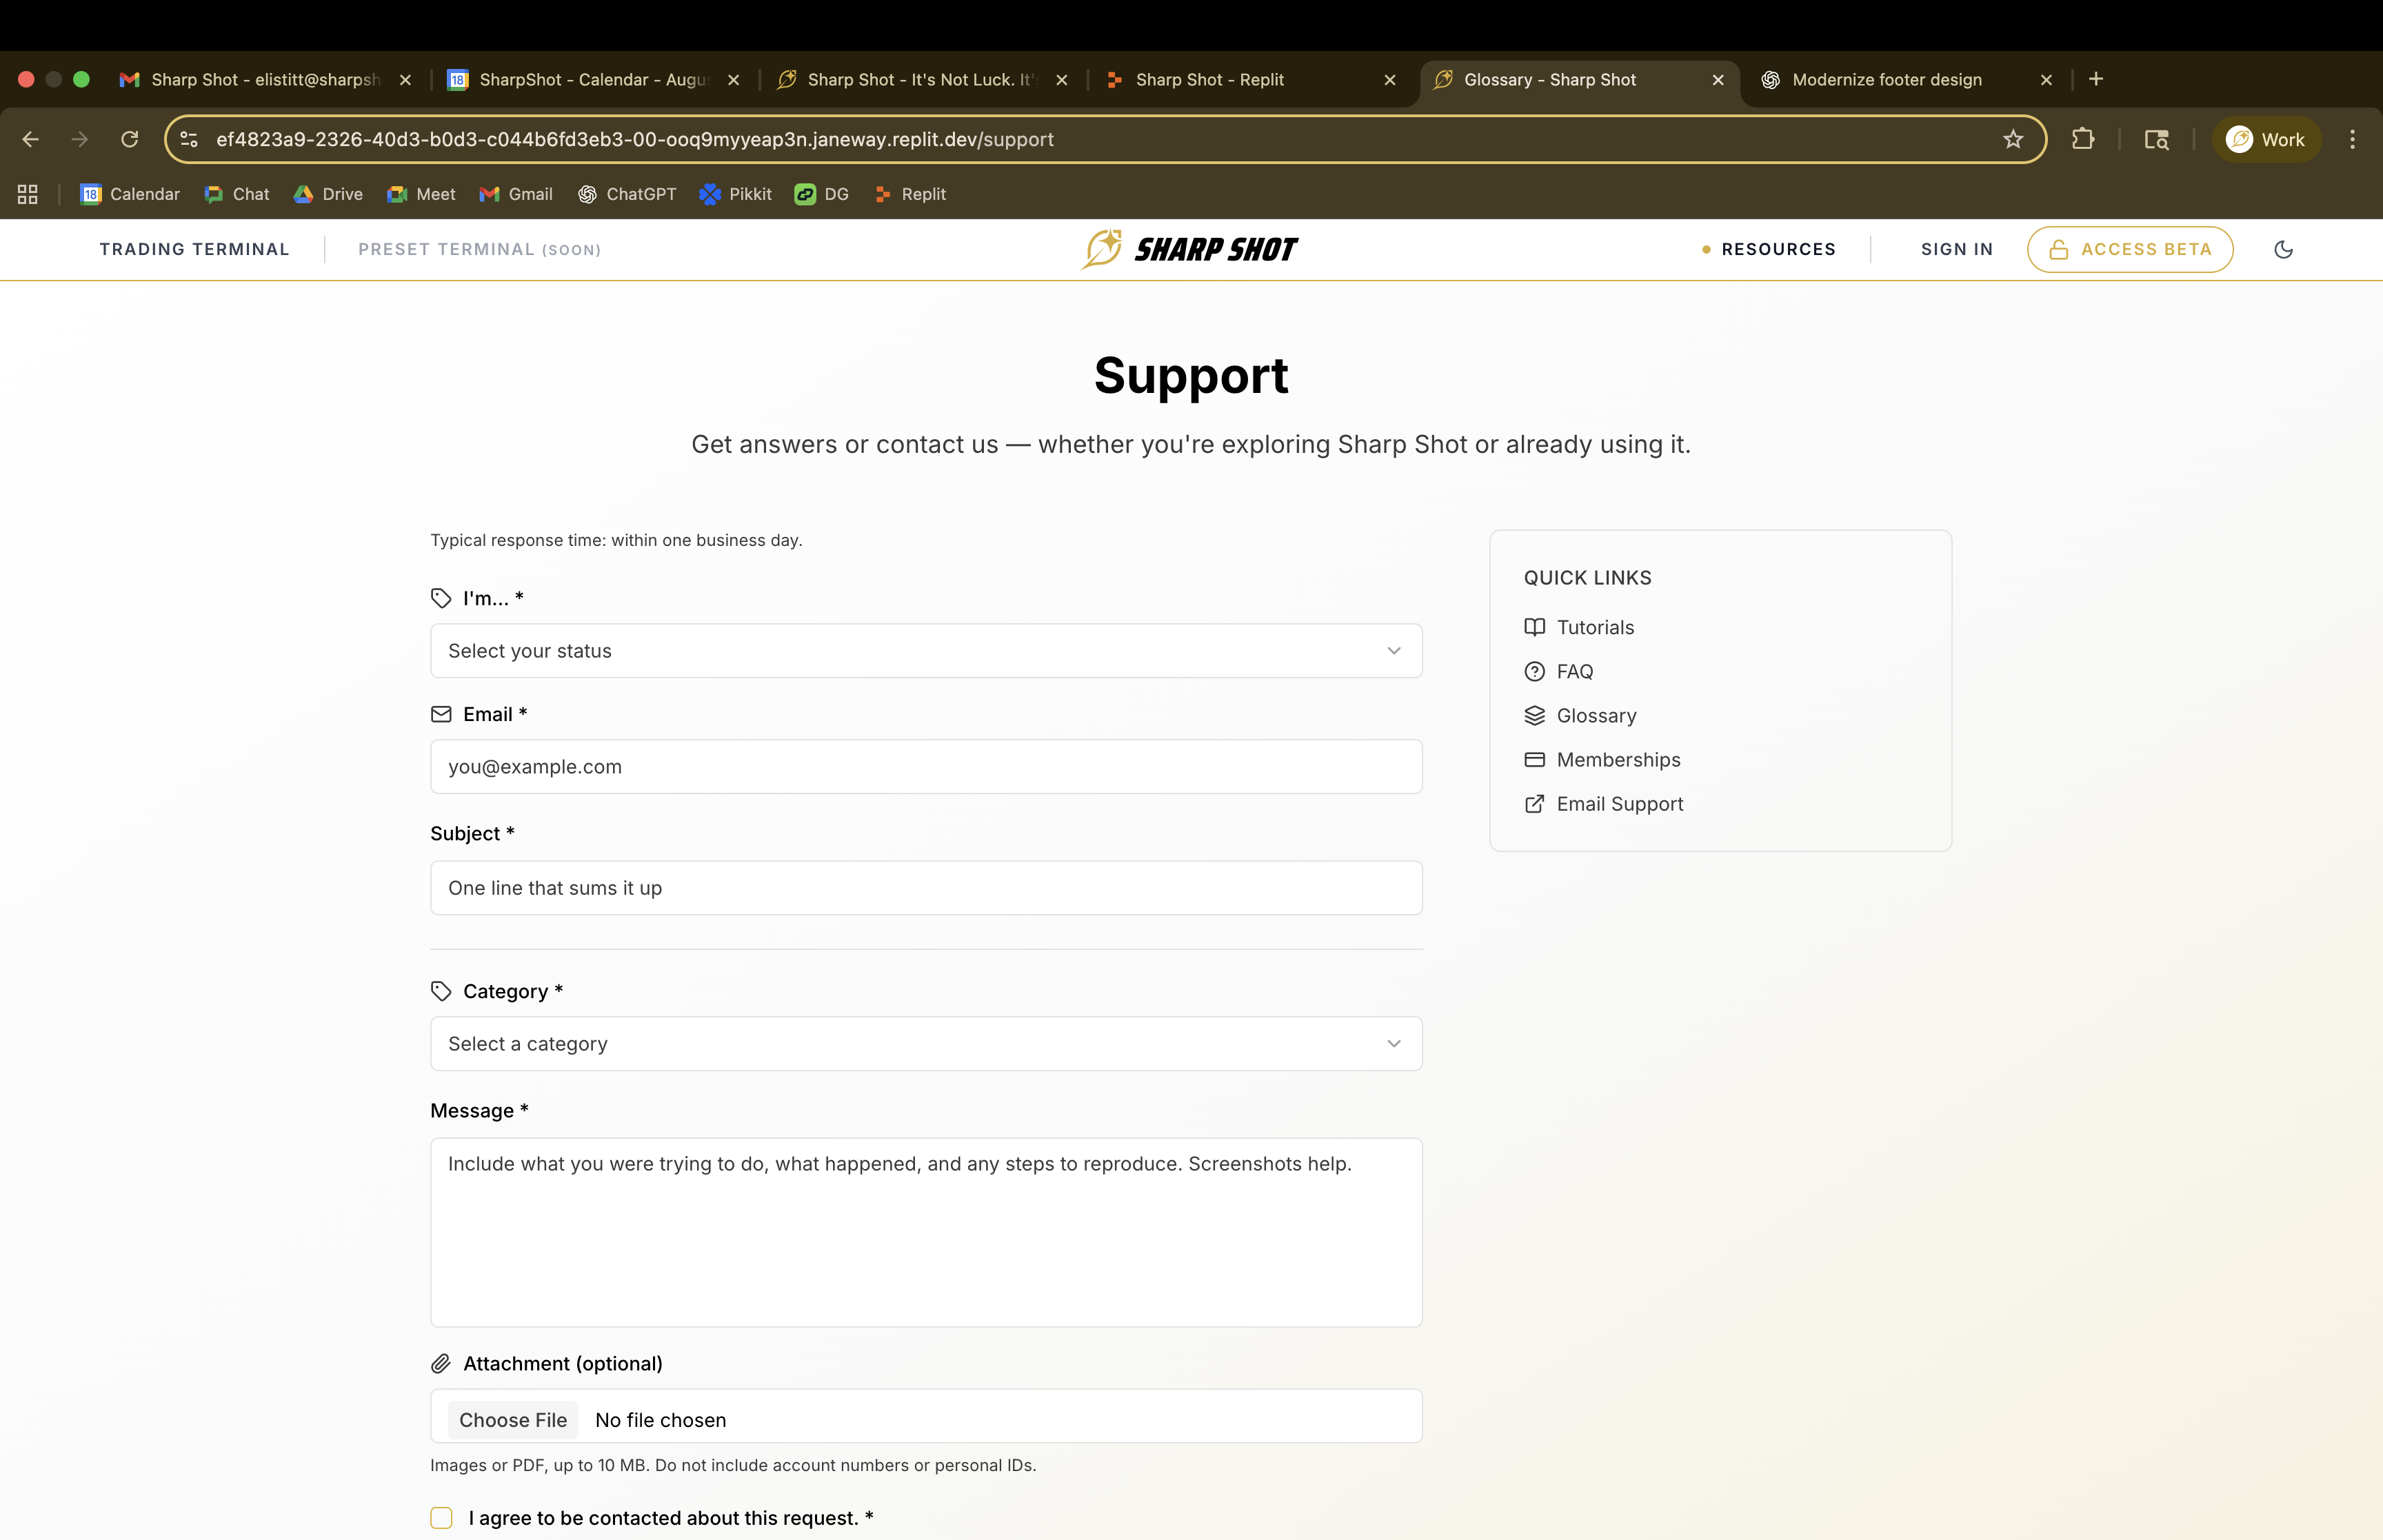 Sharp Shot - elistitt@sharpsh
18 SharpShot - Calendar - Augus
Sharp Shot - It's Not Luck. It's
Sharp Shot - Replit
Glossary - Sharp Shot
Modernize footer design
ef4823a9-2326-40d3-b0d3-c044b6fd3eb3-00-ooq9myyeap3n.janeway.replit.dev/support
Work
18 Calendar
Chat
Drive
Meet
Gmail
ChatGPT
Pikkit
DG
Replit
TRADING TERMINAL
PRESET TERMINAL (SOON)
SHARP SHOT
RESOURCES
SIGN IN
ACCESS BETA
Support
Get answers or contact us — whether you're exploring Sharp Shot or already using it.
Typical response time: within one business day.
I'm... *
Select your status
Email *
you@example.com
Subject *
One line that sums it up
Category *
Select a category
Message *
Include what you were trying to do, what happened, and any steps to reproduce. Screenshots help.
Attachment (optional)
Choose File No file chosen
Images or PDF, up to 10 MB. Do not include account numbers or personal IDs.
I agree to be contacted about this request. *
QUICK LINKS
Tutorials
FAQ
Glossary
Memberships
Email Support